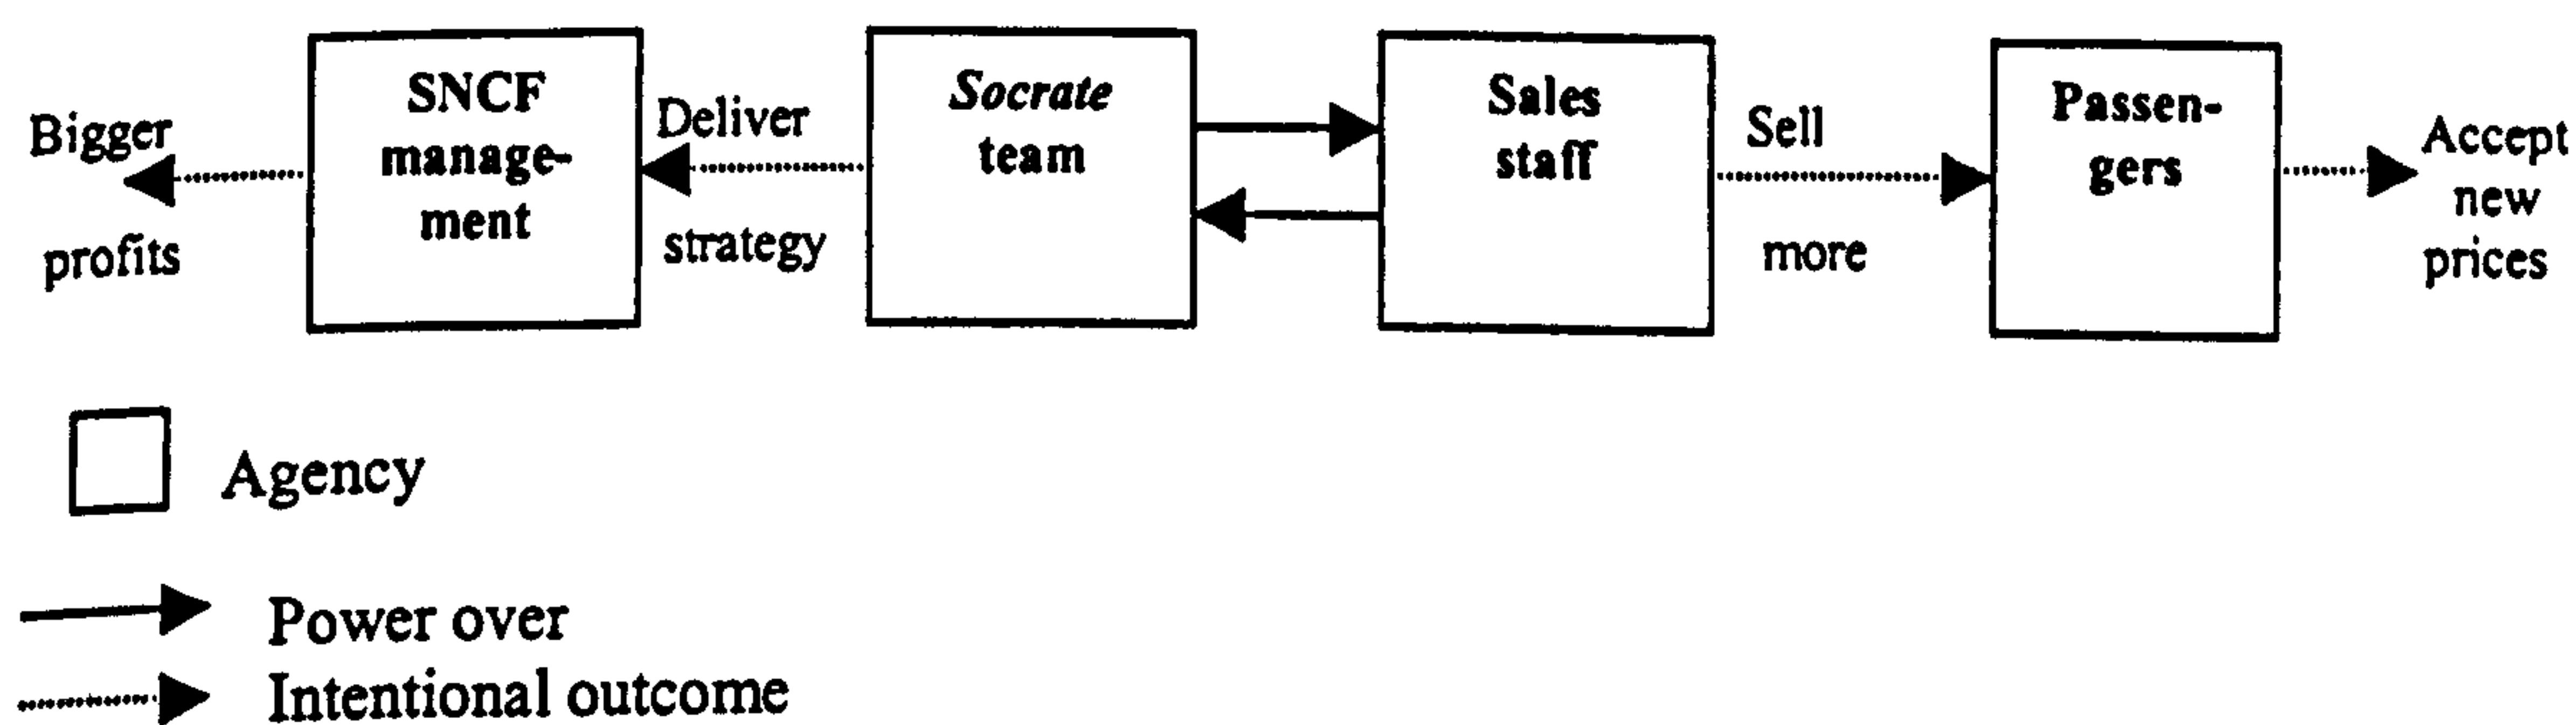 Bigger
profits
SNCF
manage-
ment
Deliver
strategy
Socrate
team
Sales
staff
Sell
more
Passen-
gers
Accept
new
prices
Agency
Power over
Intentional outcome